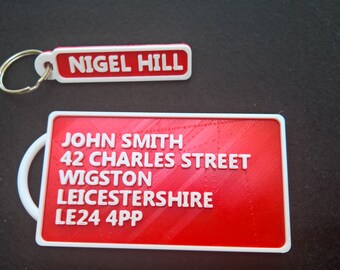 NIGEL HILL
JOHN SMITH
42 CHARLES STREET
WIGSTON
LEICESTERSHIRE
LE24 4PP